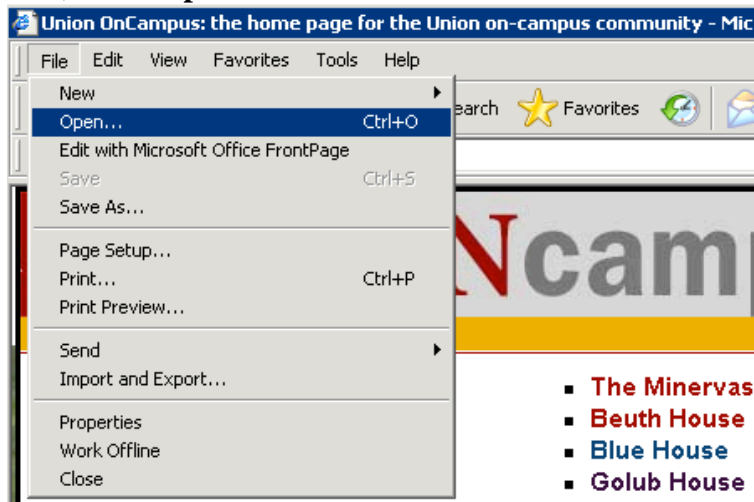 Union OnCampus: the home page for the Union on-campus community - Mic
File Edit View Favorites Tools Help
New
earch Favorites
Open... Ctrl+O
Edit with Microsoft Office FrontPage
Save Ctrl+S
Save As...
Page Setup...
Ncam
Print... Ctrl+P
Print Preview...
Send
Import and Export...
The Minervas
Properties
Beuth House
Work Offline
Blue House
Close
Golub House